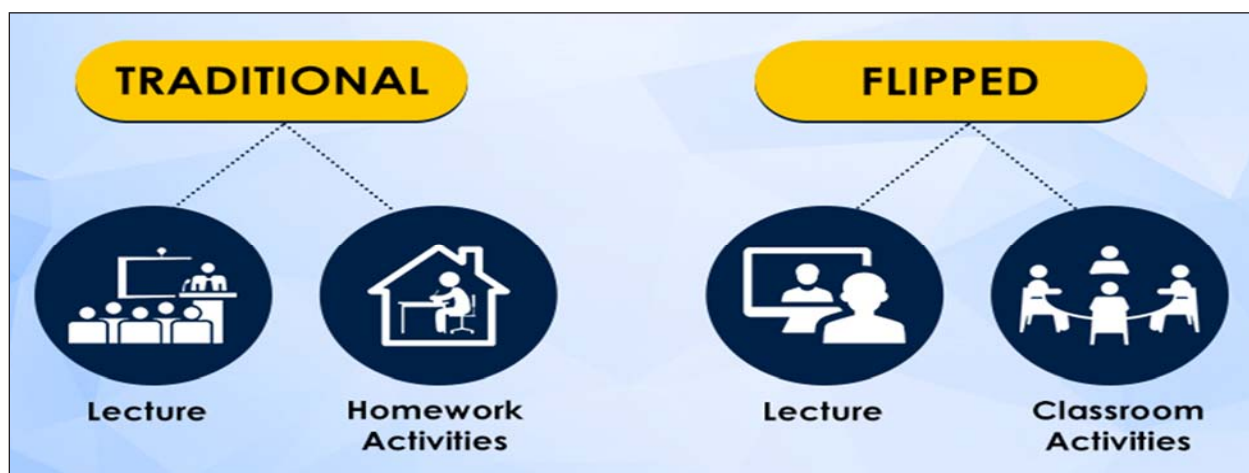 TRADITIONAL
FLIPPED
Lecture
Homework
Activities
Lecture
Classroom
Activities